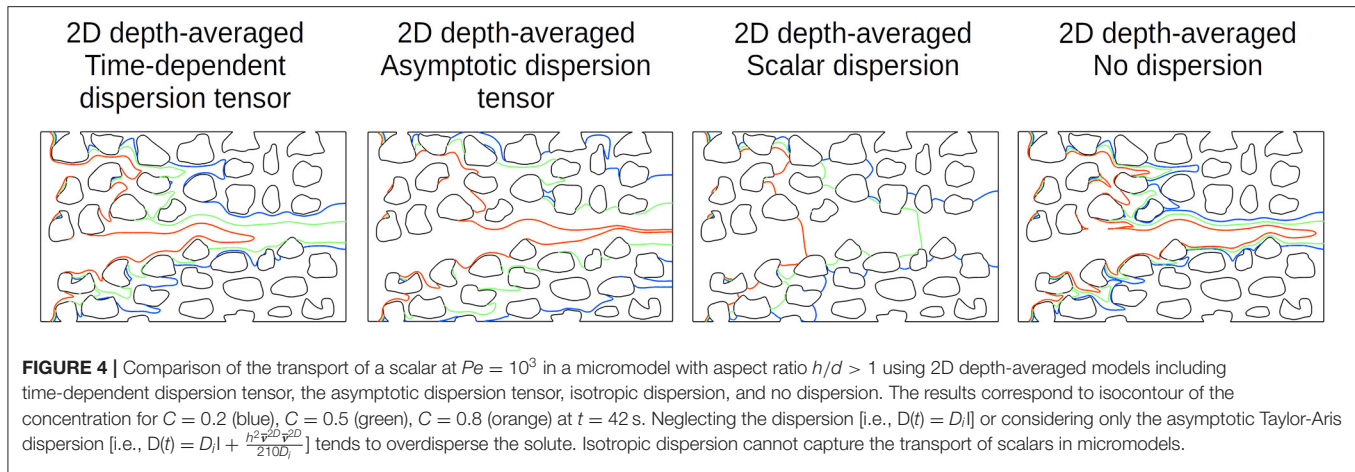 2D depth-averaged
Time-dependent
dispersion tensor
2D depth-averaged
Asymptotic dispersion
tensor
2D depth-averaged
Scalar dispersion
2D depth-averaged
No dispersion
FIGURE 4 | Comparison of the transport of a scalar at Pe = 10³ in a micromodel with aspect ratio h/d > 1 using 2D depth-averaged models including
time-dependent dispersion tensor, the asymptotic dispersion tensor, isotropic dispersion, and no dispersion. The results correspond to isocontour of the
concentration for C = 0.2 (blue), C = 0.5 (green), C = 0.8 (orange) at t = 42 s. Neglecting the dispersion [i.e., D(t) = DᵢI] or considering only the asymptotic Taylor-Aris
dispersion [i.e., D(t) = DᵢI + \frac{h²\bar{v}^{2D}\bar{v}^{2D}}{210Dᵢ}] tends to overdisperse the solute. Isotropic dispersion cannot capture the transport of scalars in micromodels.